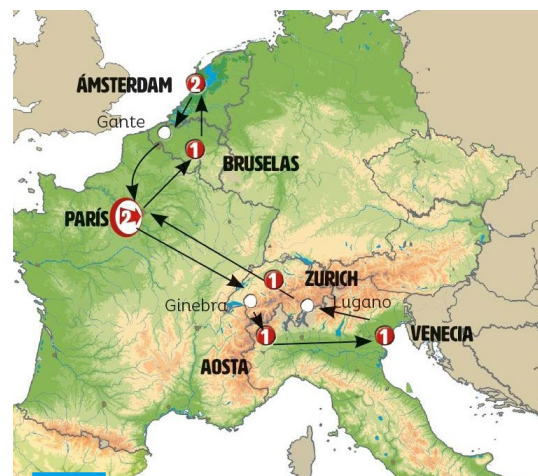 ÁMSTERDAM
2
Gante
1
BRUSELAS
PARÍS
2
1
ZURICH
Ginebra
Lugano
1
AOSTA
1
VENECIA